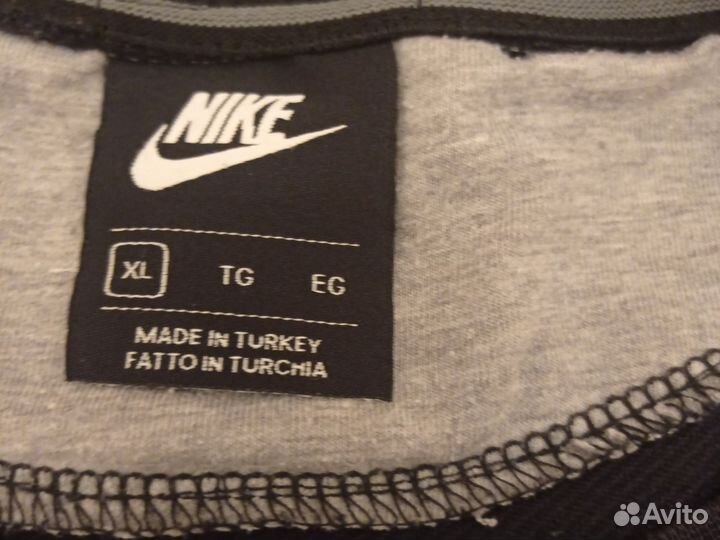 NIKE
XL TG EG
MADE IN TURKEY
FATTO IN TURCHIA
Avito